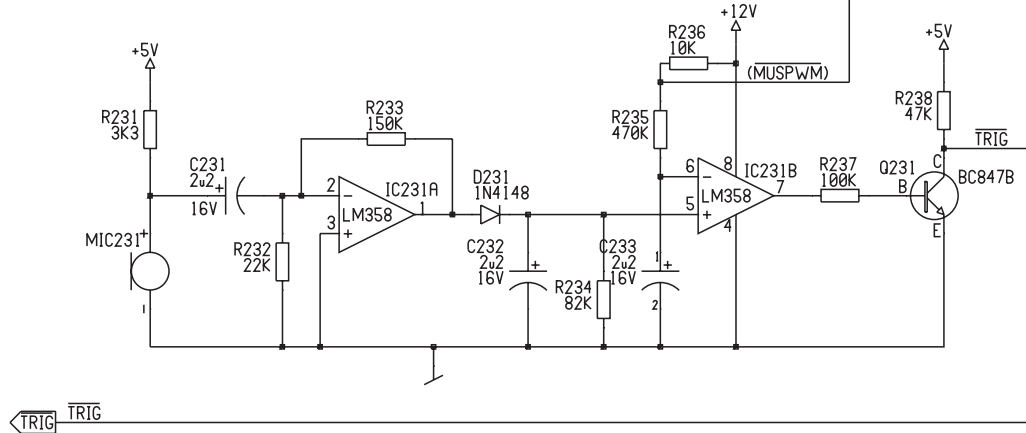 +12V
R236
10K
+5V
+5V
(MUSPWM)
R233
150K
R238
47K
R231
3K3
R235
470K
TRIG
C231
2u2
+
16V
2
−
IC231A
LM358
1
3
+
D231
1N4148
6
−
8
IC231B
LM358
7
5
+
4
R237
100K
Q231
C
B
E
BC847B
MIC231
+
1
R232
22K
C232
2u2
16V
+
C233
2u2
16V
1
+
2
R234
82K
TRIG
TRIG